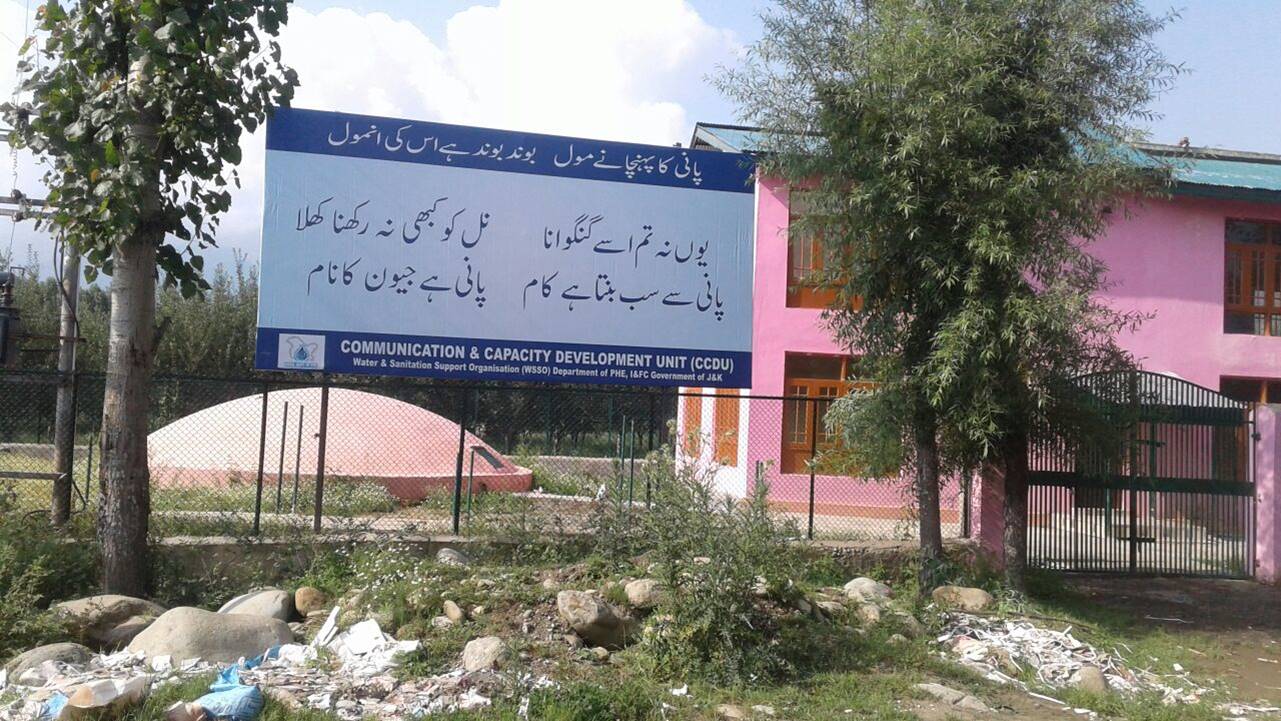 پانی کا پہنچانے مول بوند بوند ہے اس کی انمول
یوں نہ تم اسے گنگوانا نل کو کبھی نہ رکھنا کھلا
پانی سے سب بنتا ہے کام پانی ہے جیون کا نام
COMMUNICATION & CAPACITY DEVELOPMENT UNIT (CCDU)
Water & Sanitation Support Organisation (WSSO) Department of PHE, I&FC Government of J&K